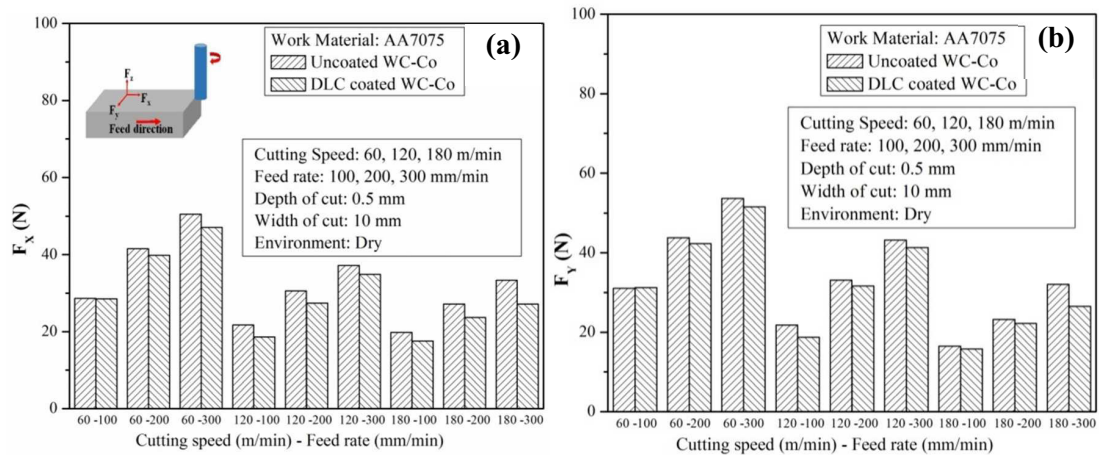 100
80
60
40
20
0
F_X (N)
F_z
F_x
F_y
Feed direction
Work Material: AA7075
Uncoated WC-Co
DLC coated WC-Co
(a)
Cutting Speed: 60, 120, 180 m/min
Feed rate: 100, 200, 300 mm/min
Depth of cut: 0.5 mm
Width of cut: 10 mm
Environment: Dry
60 -100 60 -200 60 -300 120 -100 120 -200 120 -300 180 -100 180 -200 180 -300
Cutting speed (m/min) - Feed rate (mm/min)
100
80
60
40
20
0
F_Y (N)
Work Material: AA7075
Uncoated WC-Co
DLC coated WC-Co
(b)
Cutting Speed: 60, 120, 180 m/min
Feed rate: 100, 200, 300 mm/min
Depth of cut: 0.5 mm
Width of cut: 10 mm
Environment: Dry
60 -100 60 -200 60 -300 120 -100 120 -200 120 -300 180 -100 180 -200 180 -300
Cutting speed (m/min) - Feed rate (mm/min)